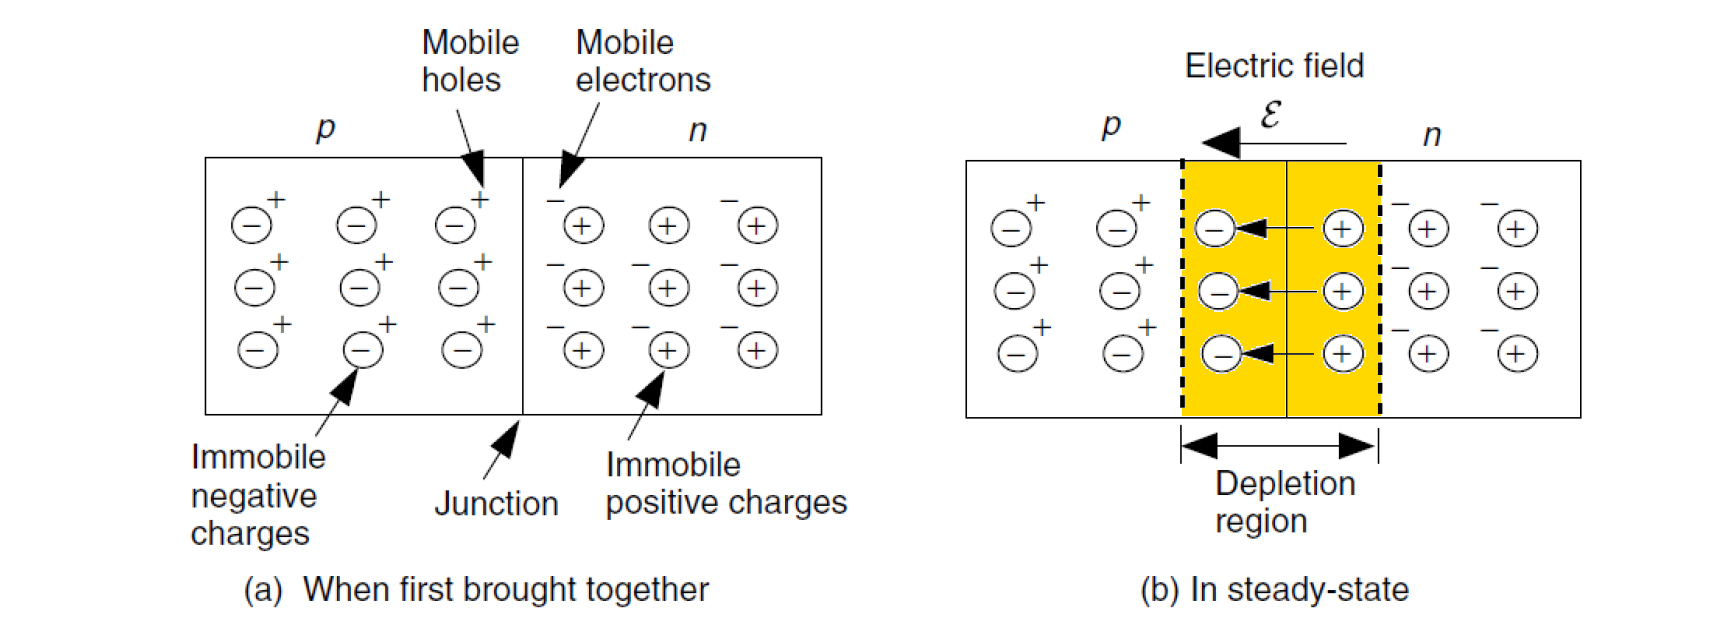 Mobile
holes
Mobile
electrons
p
n
Immobile
negative
charges
Junction
Immobile
positive charges
(a) When first brought together
Electric field
ℰ
p
n
Depletion
region
(b) In steady-state